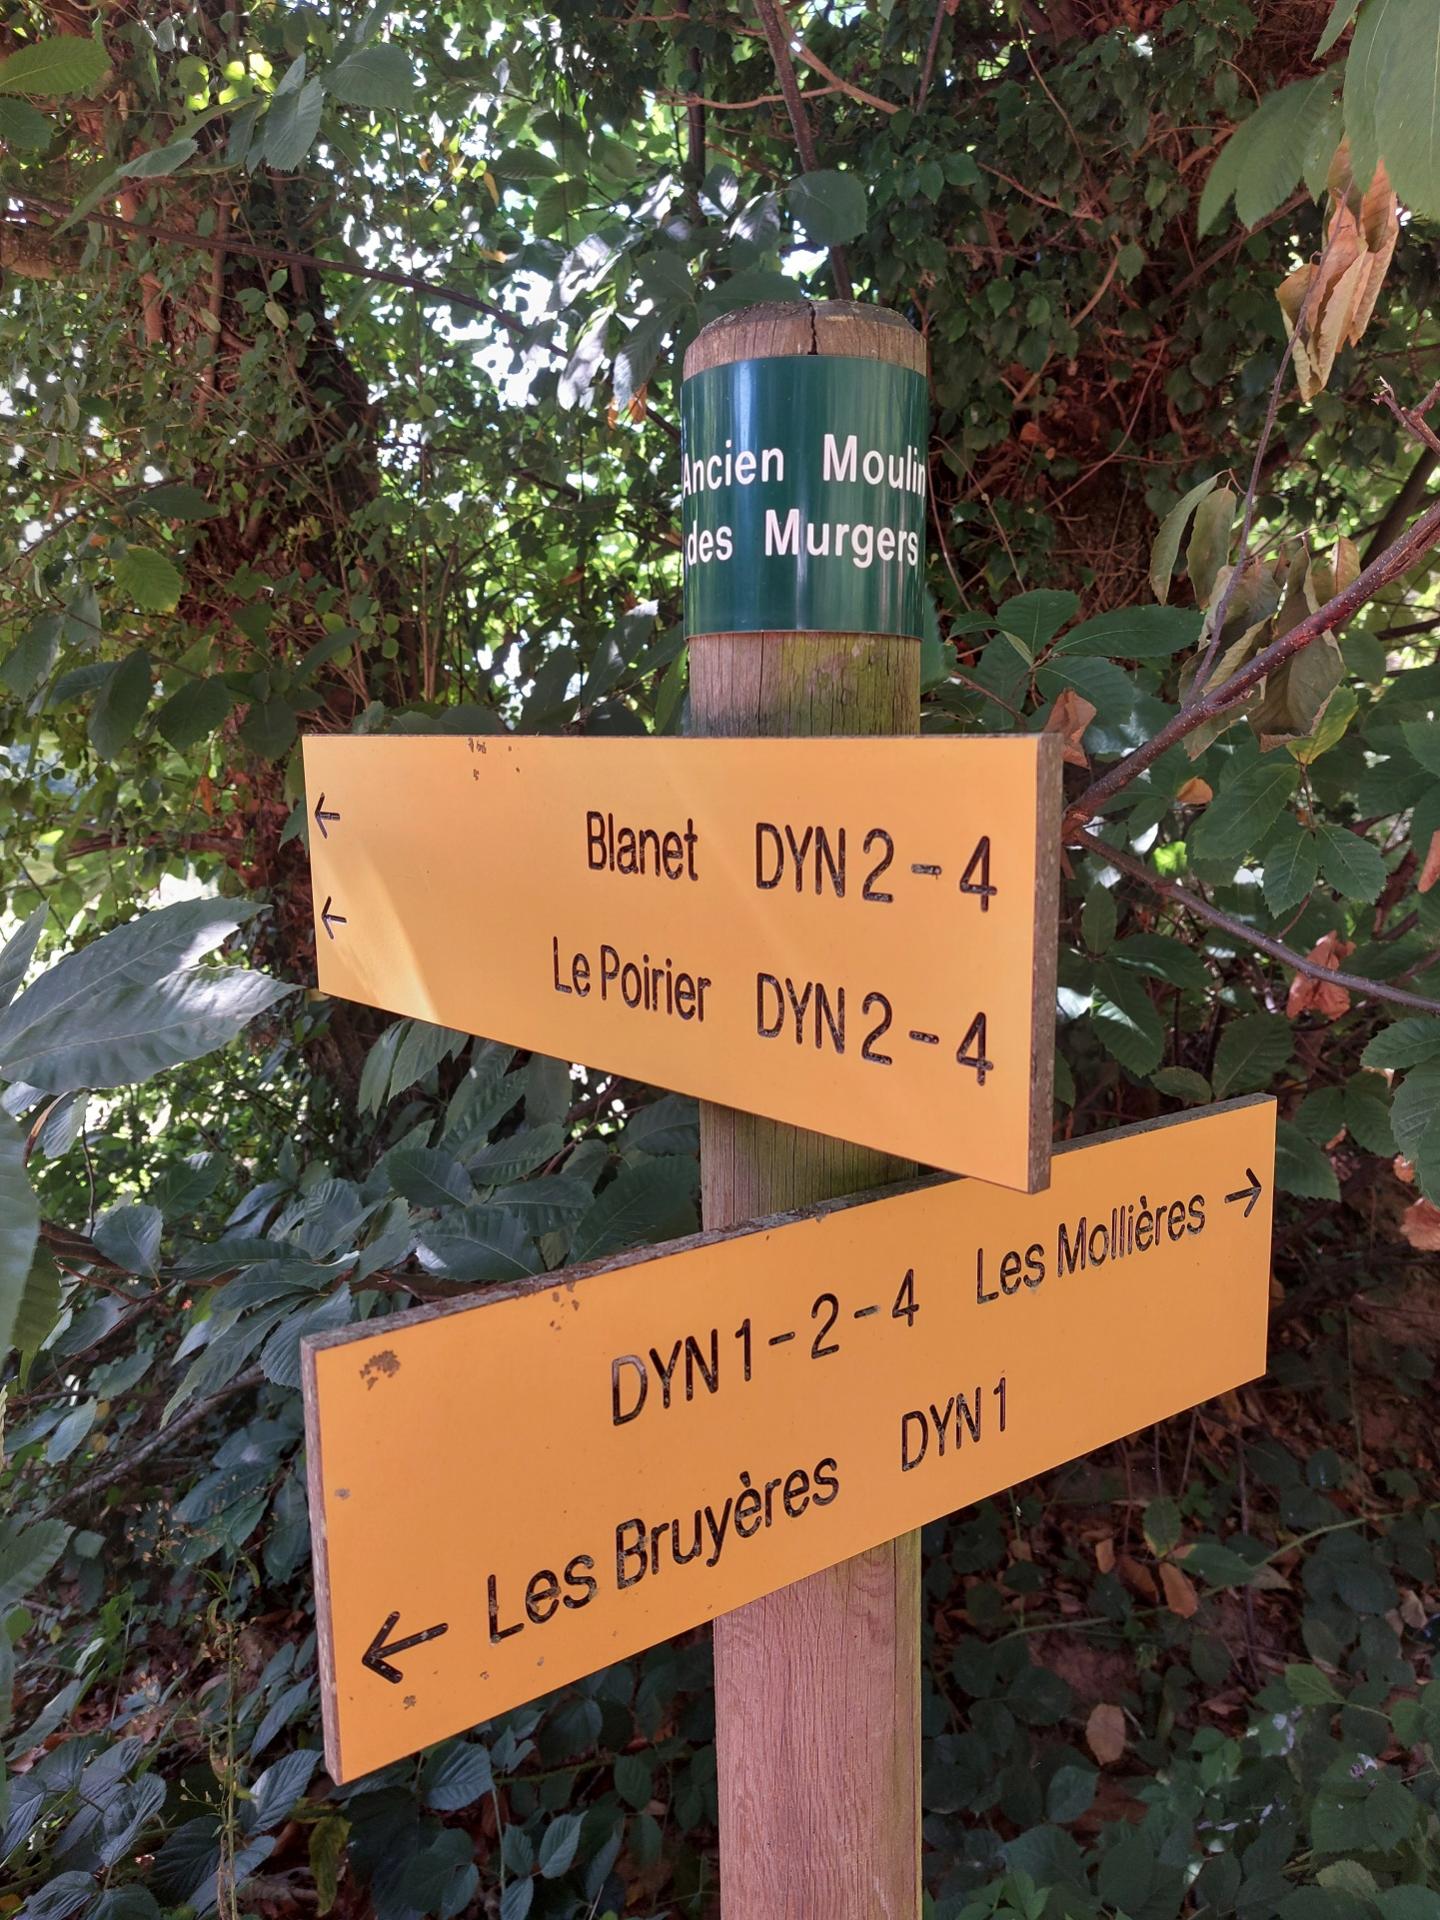 Ancien Moulin
des Murgers
← Blanet DYN 2 - 4
← Le Poirier DYN 2 - 4
DYN 1 - 2 - 4 Les Mollières →
← Les Bruyères DYN 1